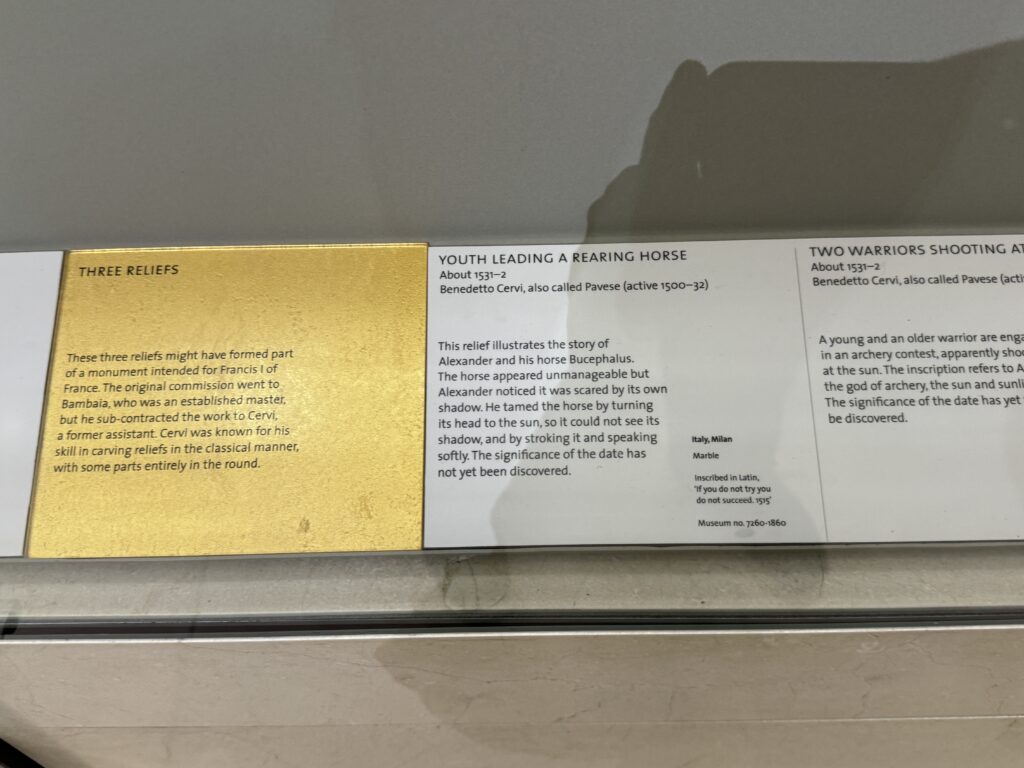 THREE RELIEFS
These three reliefs might have formed part
of a monument intended for Francis I of
France. The original commission went to
Bambaia, who was an established master,
but he sub-contracted the work to Cervi,
a former assistant. Cervi was known for his
skill in carving reliefs in the classical manner,
with some parts entirely in the round.
YOUTH LEADING A REARING HORSE
About 1531–2
Benedetto Cervi, also called Pavese (active 1500–32)
This relief illustrates the story of
Alexander and his horse Bucephalus.
The horse appeared unmanageable but
Alexander noticed it was scared by its own
shadow. He tamed the horse by turning
its head to the sun, so it could not see its
shadow, and by stroking it and speaking
softly. The significance of the date has
not yet been discovered.
Italy, Milan
Marble
Inscribed in Latin,
'If you do not try you
do not succeed. 1515'
Museum no. 7260-1860
TWO WARRIORS SHOOTING AT
About 1531–2
Benedetto Cervi, also called Pavese
A young and an older warrior are
in an archery contest, apparently
at the sun. The inscription refers to
the god of archery, the sun and
The significance of the date has yet
be discovered.